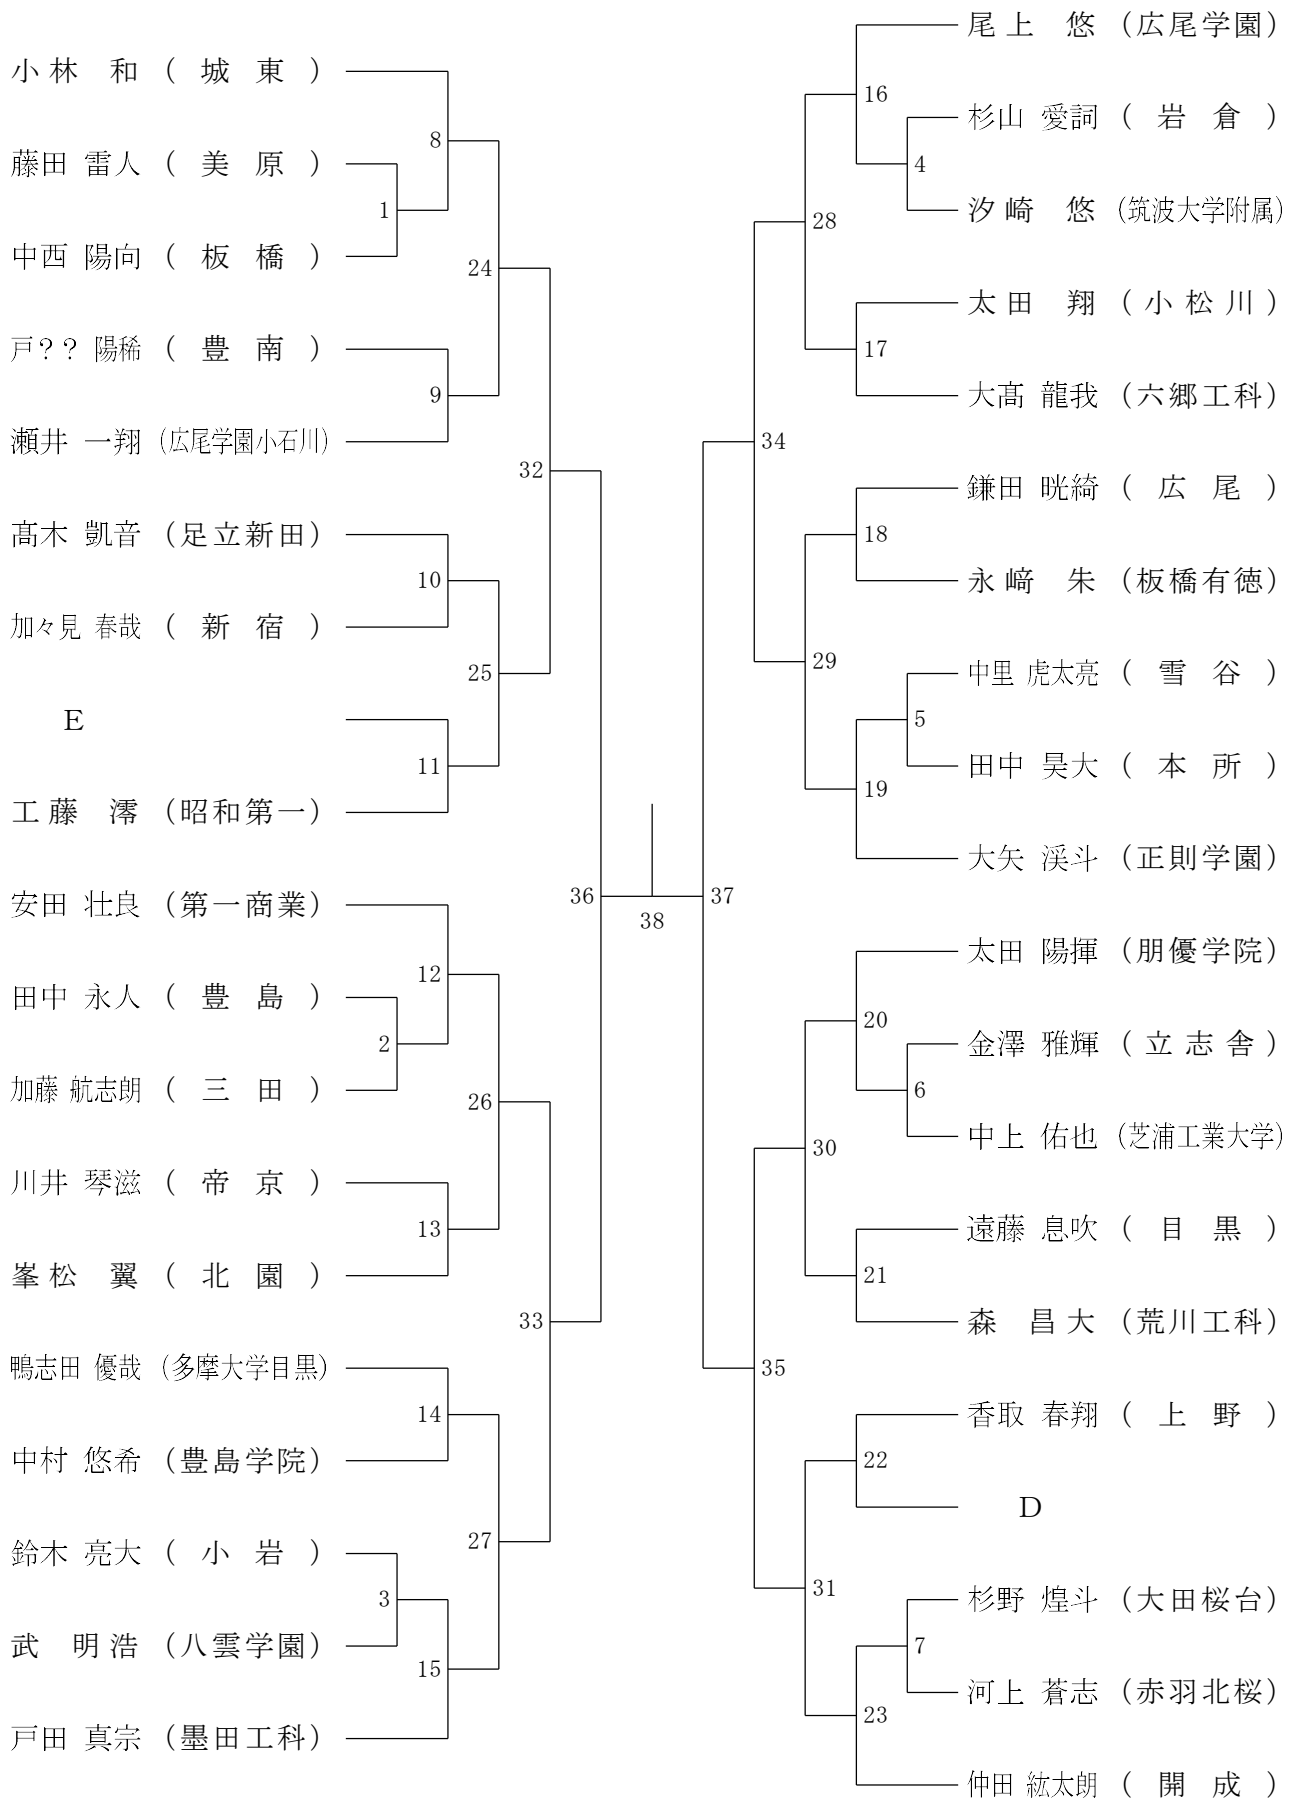 小林 和 (城東)
8
藤田 雷人 (美原)
1
中西 陽向 (板橋)
24
戸?? 陽稀 (豊南)
9
瀬井 一翔 (広尾学園小石川)
32
髙木 凱音 (足立新田)
10
加々見 春哉 (新宿)
25
E
11
工藤 澪 (昭和第一)
36
安田 壮良 (第一商業)
12
田中 永人 (豊島)
2
加藤 航志朗 (三田)
26
川井 琴滋 (帝京)
13
峯松 翼 (北園)
33
鴨志田 優哉 (多摩大学目黒)
14
中村 悠希 (豊島学院)
27
鈴木 亮大 (小岩)
3
武 明浩 (八雲学園)
15
戸田 真宗 (墨田工科)
38
尾上 悠 (広尾学園)
16
杉山 愛詞 (岩倉)
4
汐崎 悠 (筑波大学附属)
28
太田 翔 (小松川)
17
大髙 龍我 (六郷工科)
34
鎌田 晄綺 (広尾)
18
永﨑 朱 (板橋有徳)
29
中里 虎太亮 (雪谷)
5
田中 昊大 (本所)
19
大矢 渓斗 (正則学園)
37
太田 陽揮 (朋優学院)
20
金澤 雅輝 (立志舎)
6
中上 佑也 (芝浦工業大学)
30
遠藤 息吹 (目黒)
21
森 昌大 (荒川工科)
35
香取 春翔 (上野)
22
D
31
杉野 煌斗 (大田桜台)
7
河上 蒼志 (赤羽北桜)
23
仲田 紘太朗 (開成)